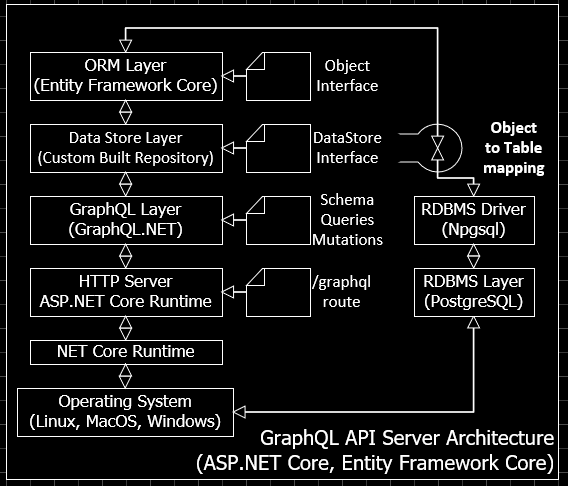 ORM Layer
(Entity Framework Core)
Object
Interface
Data Store Layer
(Custom Built Repository)
DataStore
Interface
Object
to Table
mapping
GraphQL Layer
(GraphQL.NET)
Schema
Queries
Mutations
RDBMS Driver
(Npgsql)
HTTP Server
ASP.NET Core Runtime
/graphql
route
RDBMS Layer
(PostgreSQL)
NET Core Runtime
Operating System
(Linux, MacOS, Windows)
GraphQL API Server Architecture
(ASP.NET Core, Entity Framework Core)